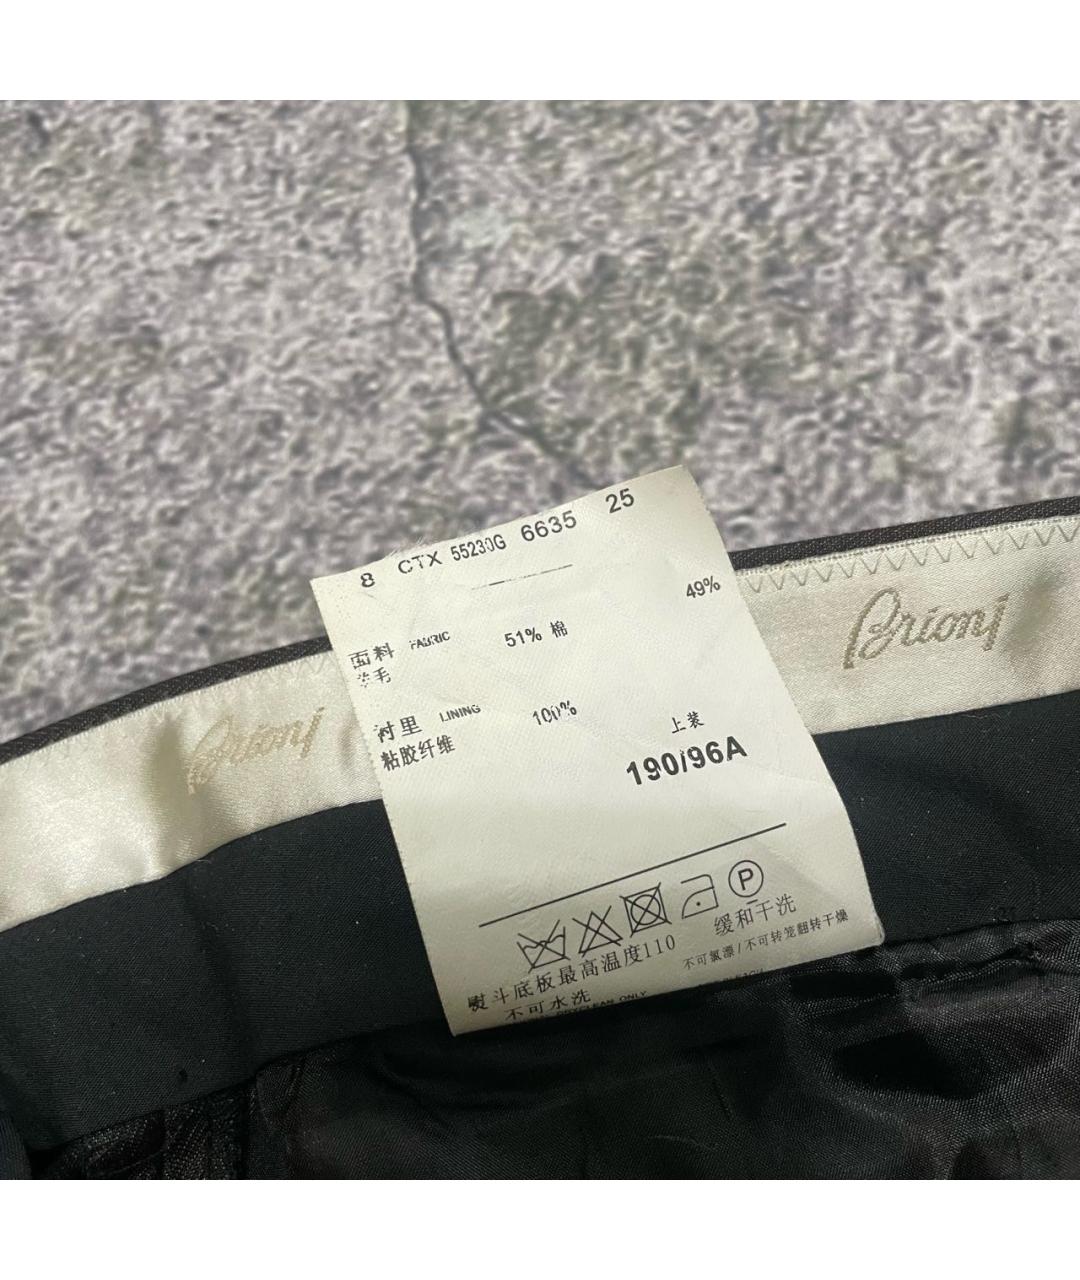 8 CTX 55230G 6635 25
49%
面料 FABRIC 51% 棉
羊毛
衬里 LINING 100%
粘胶纤维
上装
190/96A
P
缓和干洗
熨斗底板最高温度110
不可氯漂/不可转笼翻转干燥
不可水洗
DRYCLEAN ONLY
Brioni
Brioni